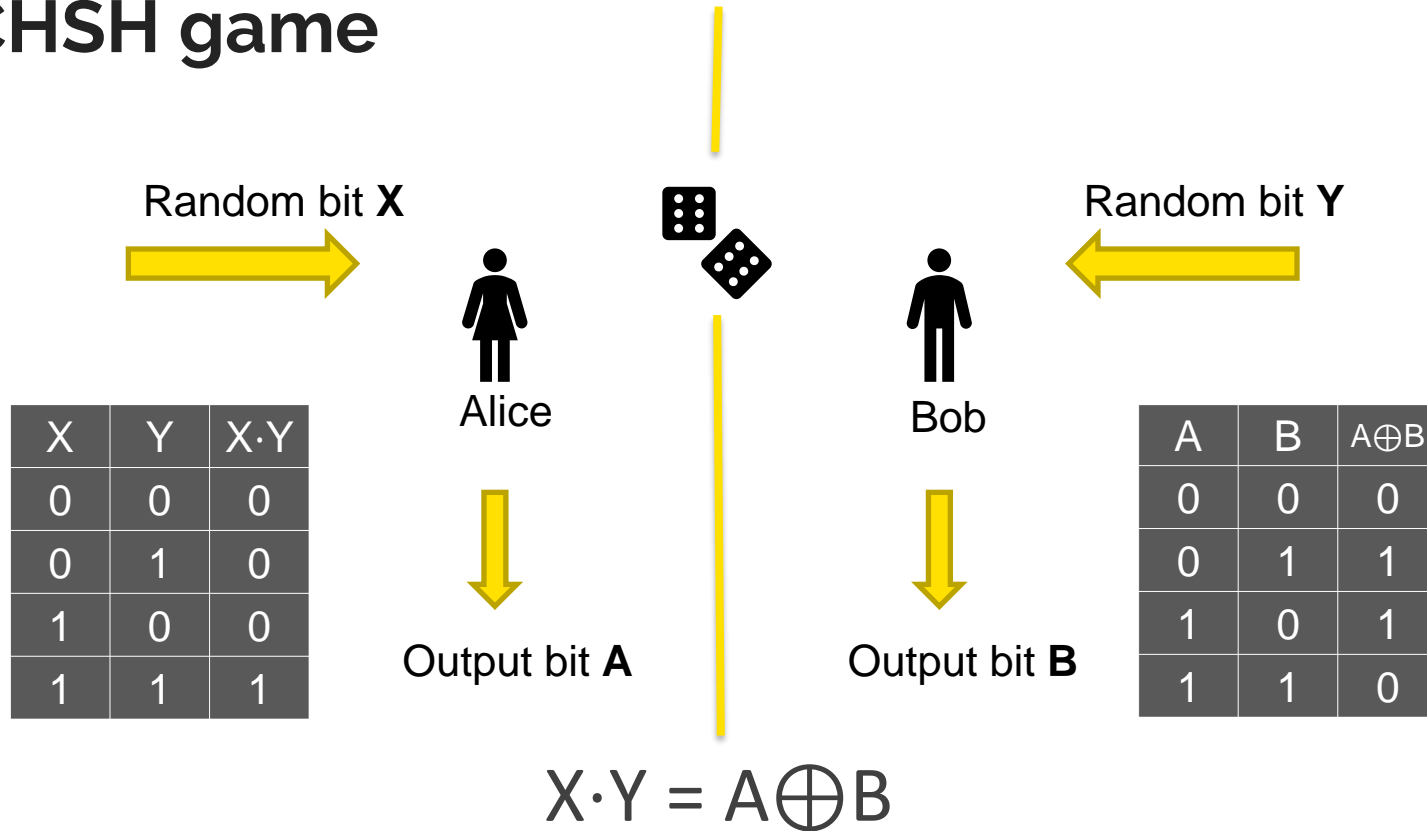 CHSH game
Random bit X
Random bit Y
Alice
Bob
X Y X·Y
0 0 0
0 1 0
1 0 0
1 1 1
A B A⊕B
0 0 0
0 1 1
1 0 1
1 1 0
Output bit A
Output bit B
X·Y = A⊕B